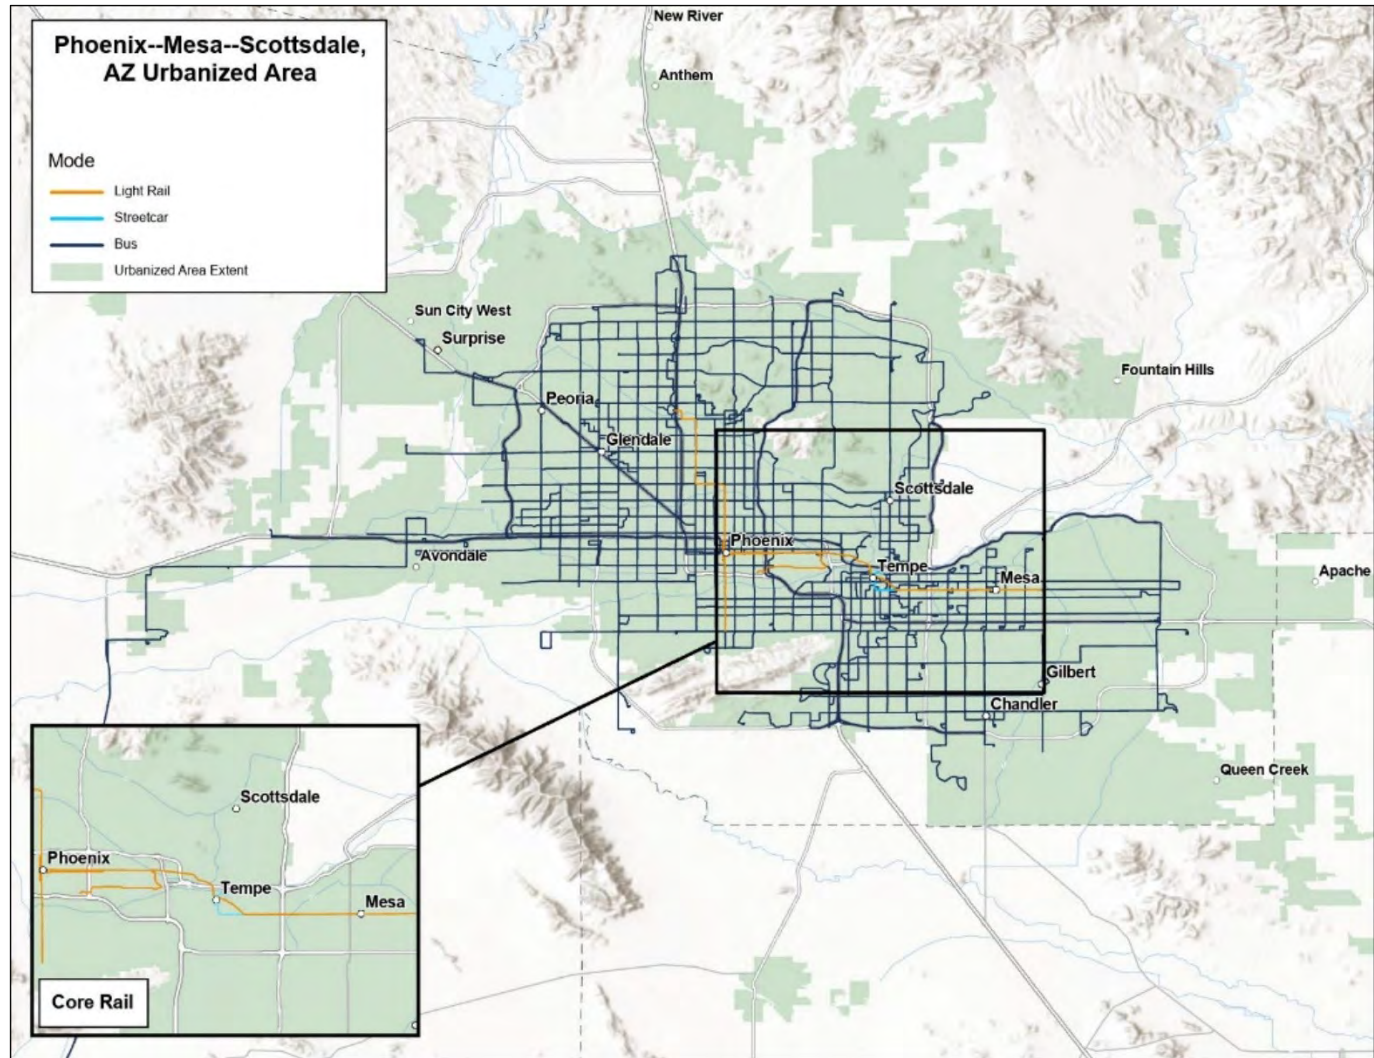 Phoenix--Mesa--Scottsdale,
AZ Urbanized Area
Mode
Light Rail
Streetcar
Bus
Urbanized Area Extent
New River
Anthem
Sun City West
Surprise
Fountain Hills
Peoria
Glendale
Scottsdale
Phoenix
Avondale
Tempe
Mesa
Apache
Gilbert
Chandler
Queen Creek
Scottsdale
Phoenix
Tempe
Mesa
Core Rail